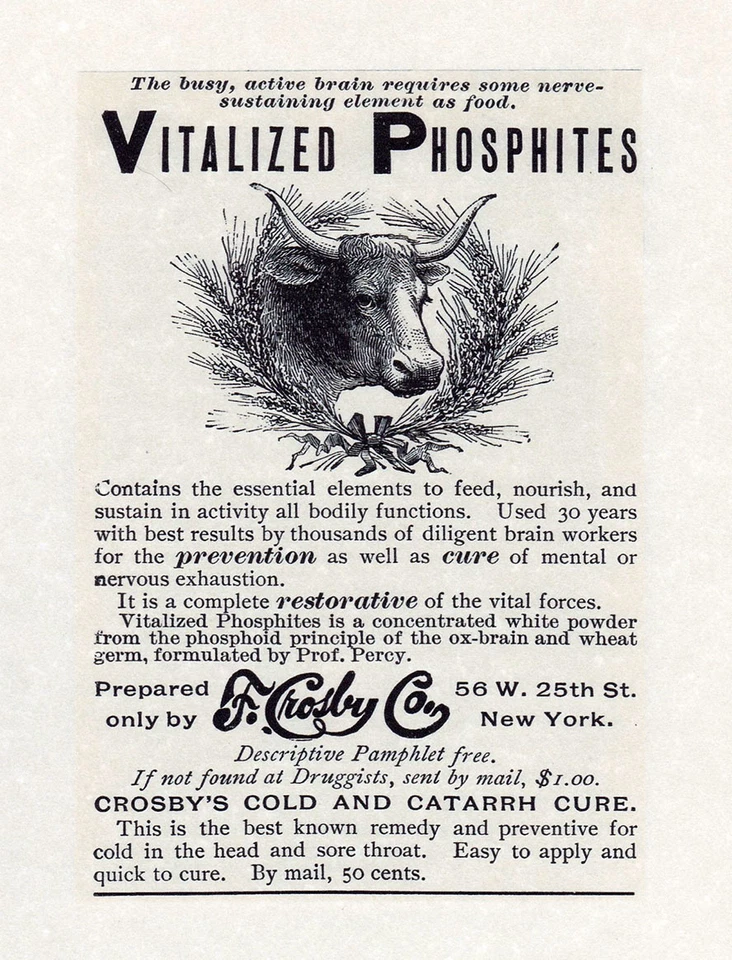 The busy, active brain requires some nerve-
sustaining element as food.
VITALIZED PHOSPHITES
Contains the essential elements to feed, nourish, and
sustain in activity all bodily functions. Used 30 years
with best results by thousands of diligent brain workers
for the prevention as well as cure of mental or
nervous exhaustion.
It is a complete restorative of the vital forces.
Vitalized Phosphites is a concentrated white powder
from the phosphoid principle of the ox-brain and wheat
germ, formulated by Prof. Percy.
Prepared only by F. Crosby Co., 56 W. 25th St. New York.
Descriptive Pamphlet free.
If not found at Druggists, sent by mail, $1.00.
CROSBY'S COLD AND CATARRH CURE.
This is the best known remedy and preventive for
cold in the head and sore throat. Easy to apply and
quick to cure. By mail, 50 cents.